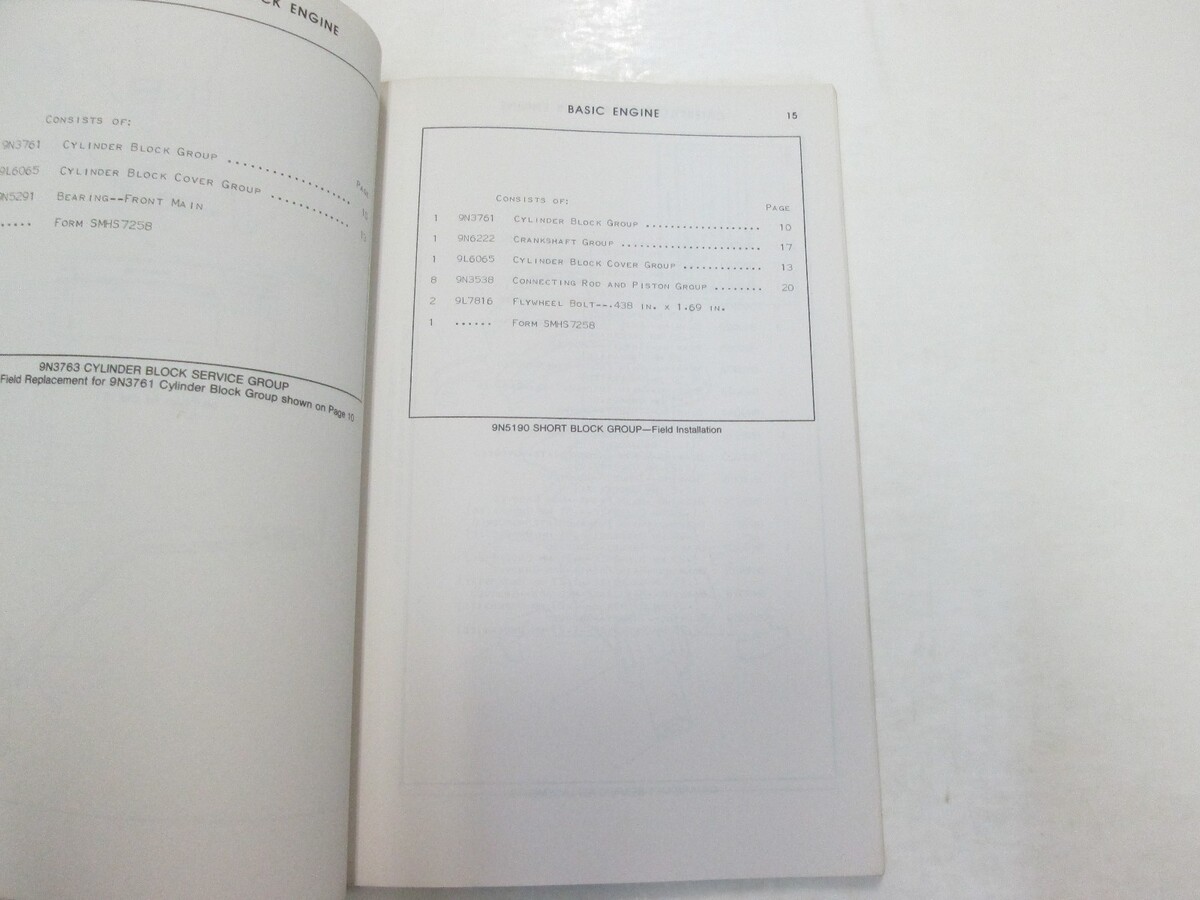 ENGINE
CONSISTS OF:
PAGE
9N3761 CYLINDER BLOCK GROUP .................... 10
9L6065 CYLINDER BLOCK COVER GROUP ............. 13
9N5291 BEARING--FRONT MAIN
..... FORM SMHS7258
9N3763 CYLINDER BLOCK SERVICE GROUP
Field Replacement for 9N3761 Cylinder Block Group shown on Page 10
BASIC ENGINE 15
CONSISTS OF:
PAGE
1 9N3761 CYLINDER BLOCK GROUP ................... 10
1 9N6222 CRANKSHAFT GROUP ....................... 17
1 9L6065 CYLINDER BLOCK COVER GROUP ............. 13
8 9N3538 CONNECTING ROD AND PISTON GROUP ........ 20
2 9L7816 FLYWHEEL BOLT--.438 IN. X 1.69 IN.
1 ...... FORM SMHS7258
9N5190 SHORT BLOCK GROUP—Field Installation